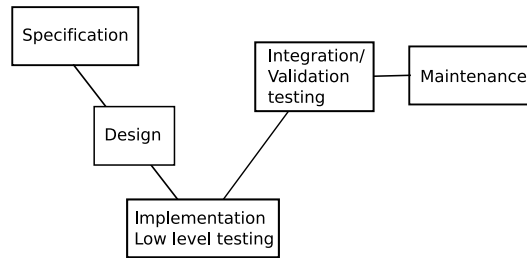 Specification
Design
Implementation
Low level testing
Integration/
Validation
testing
Maintenance